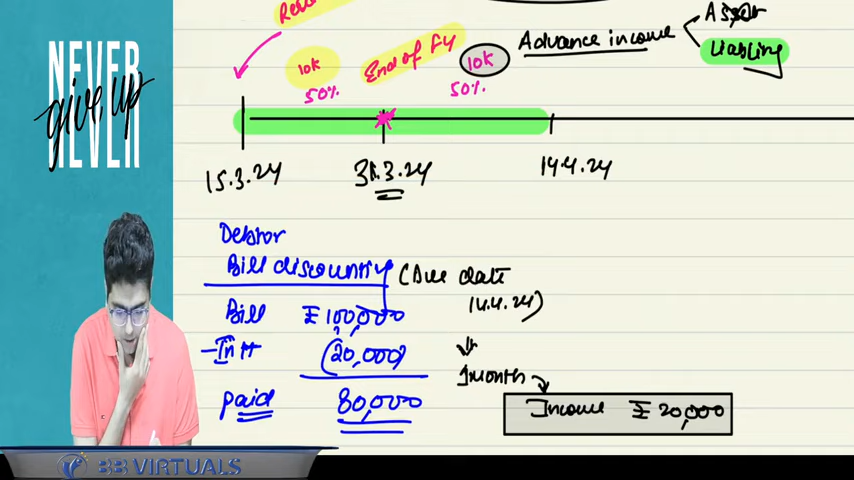 NEVER
give up
NEVER
10K
50%
End of FY
10K
50%
Advance income
Asset
Liability
15.3.24
31.3.24
14.4.24
Debtor
Bill discounting
(Due date
14.4.24)
Bill ₹ 100,000
- Int (20,000)
paid 80,000
1 month
Income ₹ 20,000
BB VIRTUALS